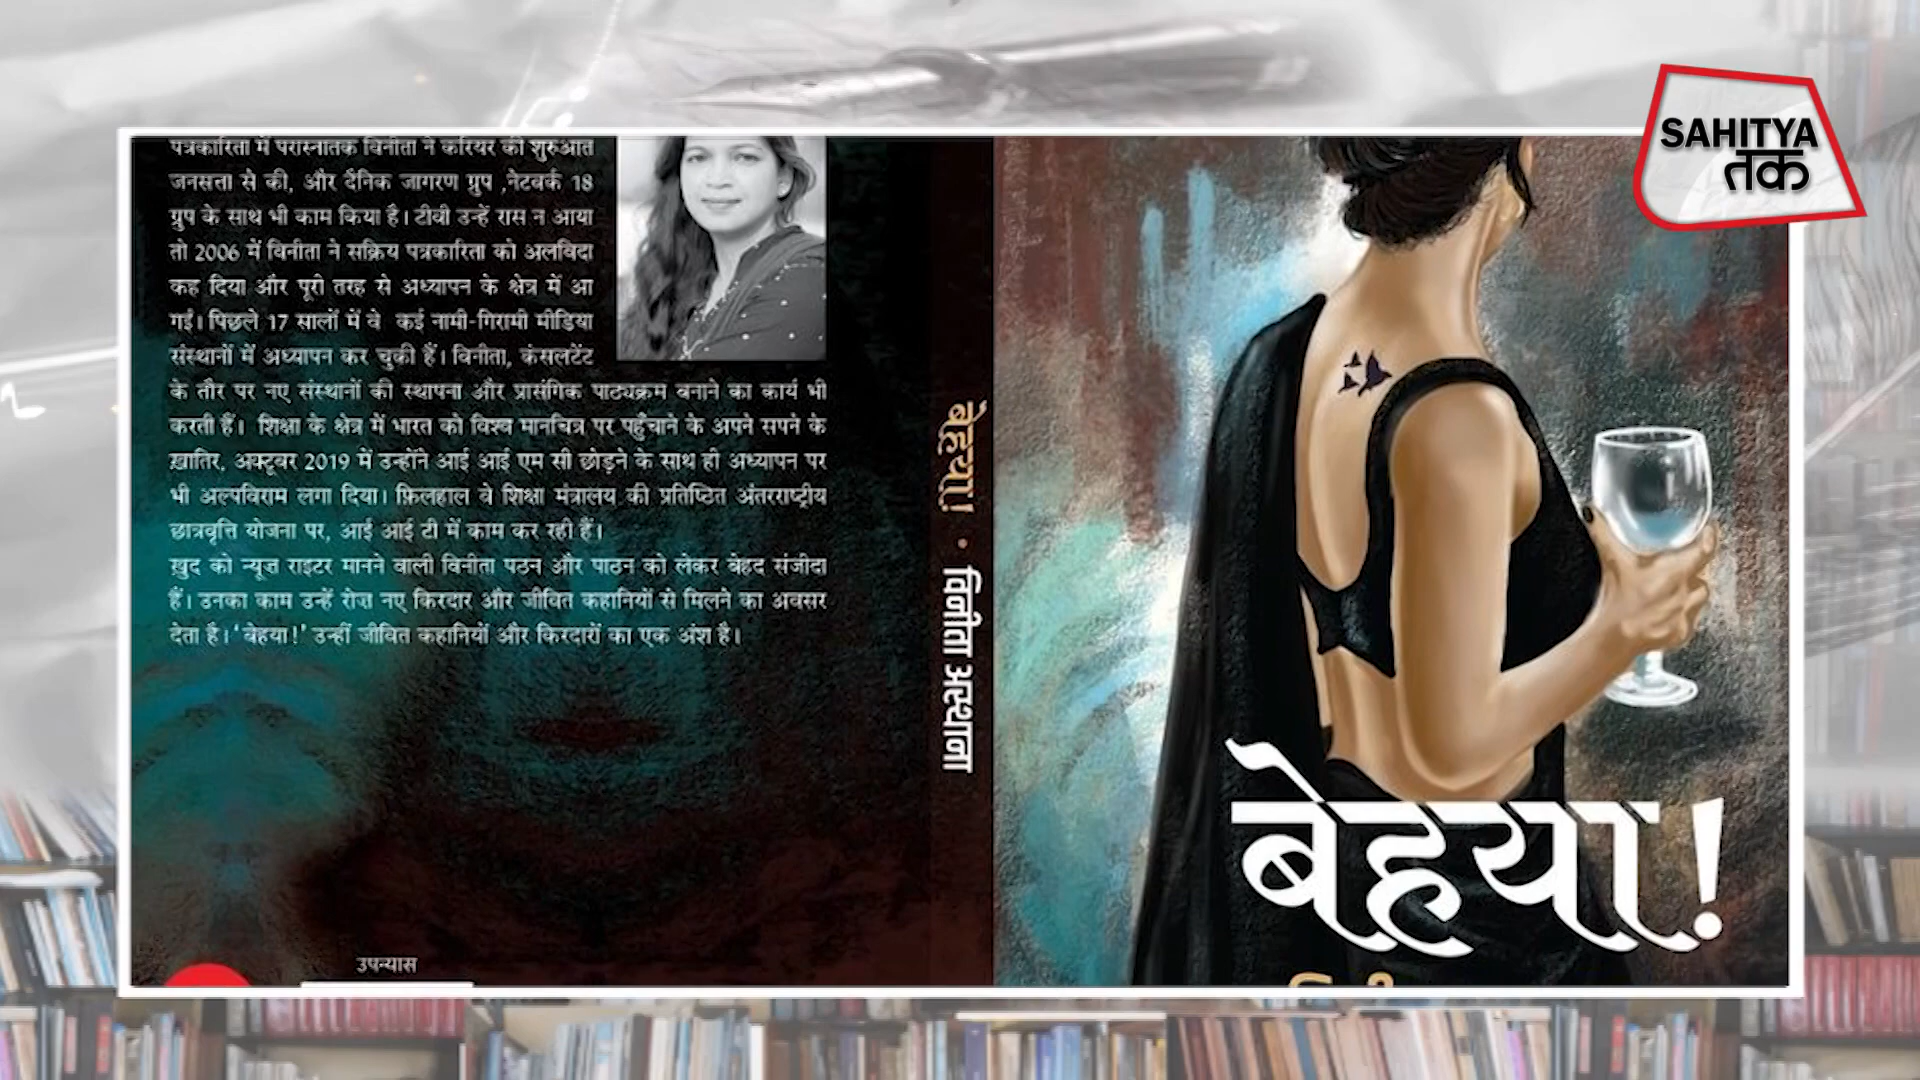 SAHITYA
तक
पत्रकारिता में परास्नातक विनीता ने करियर की शुरुआत
जनसत्ता से की, और दैनिक जागरण ग्रुप ,नेटवर्क 18
ग्रुप के साथ भी काम किया है। टीवी उन्हें रास न आया
तो 2006 में विनीता ने सक्रिय पत्रकारिता को अलविदा
कह दिया और पूरी तरह से अध्यापन के क्षेत्र में आ
गईं। पिछले 17 सालों में वे कई नामी-गिरामी मीडिया
संस्थानों में अध्यापन कर चुकी हैं। विनीता, कंसलटेंट
के तौर पर नए संस्थानों की स्थापना और प्रासंगिक पाठ्यक्रम बनाने का कार्य भी
करती हैं। शिक्षा के क्षेत्र में भारत को विश्व मानचित्र पर पहुँचाने के अपने सपने के
ख़ातिर, अक्टूबर 2019 में उन्होंने आई आई एम सी छोड़ने के साथ ही अध्यापन पर
भी अल्पविराम लगा दिया। फ़िलहाल वे शिक्षा मंत्रालय की प्रतिष्ठित अंतरराष्ट्रीय
छात्रवृत्ति योजना पर, आई आई टी में काम कर रही हैं।
ख़ुद को न्यूज़ राइटर मानने वाली विनीता पठन और पाठन को लेकर बेहद संजीदा
हैं। उनका काम उन्हें रोज़ नए किरदार और जीवित कहानियों से मिलने का अवसर
देता है। ‘बेहया!’ उन्हीं जीवित कहानियों और किरदारों का एक अंश है।
उपन्यास
बेहया! • विनीता अस्थाना
बेहया!